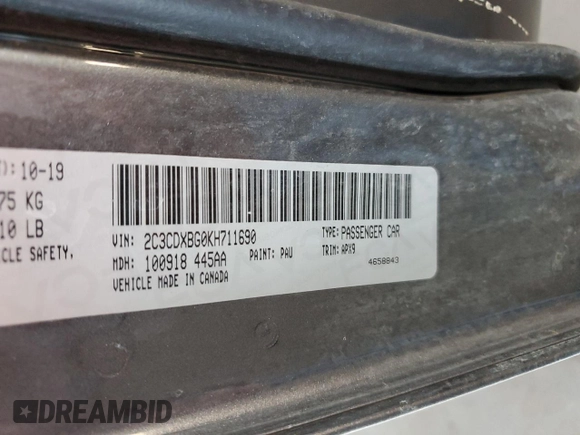 ): 10-19
75 KG
10 LB
CLE SAFETY,
VIN: 2C3CDXBG0KH711690
TYPE: PASSENGER CAR
MDH: 100918 445AA
PAINT: PAU
TRIM: APX9
VEHICLE MADE IN CANADA
4658843
DREAMBID